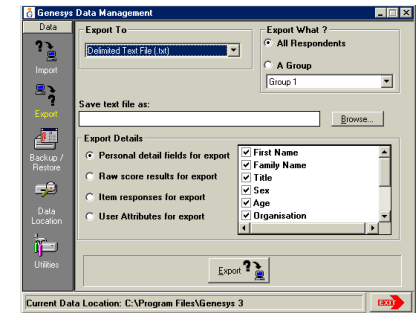 Genesys Data Management
Data
Import
Export
Backup /
Restore
Data
Location
Utilities
Export To
Delimited Text File (.txt)
Export What ?
All Respondents
A Group
Group 1
Save text file as:
Browse...
Export Details
Personal detail fields for export
Raw score results for export
Item responses for export
User Attributes for export
First Name
Family Name
Title
Sex
Age
Organisation
Export
Current Data Location: C:\Program Files\Genesys 3
EXIT